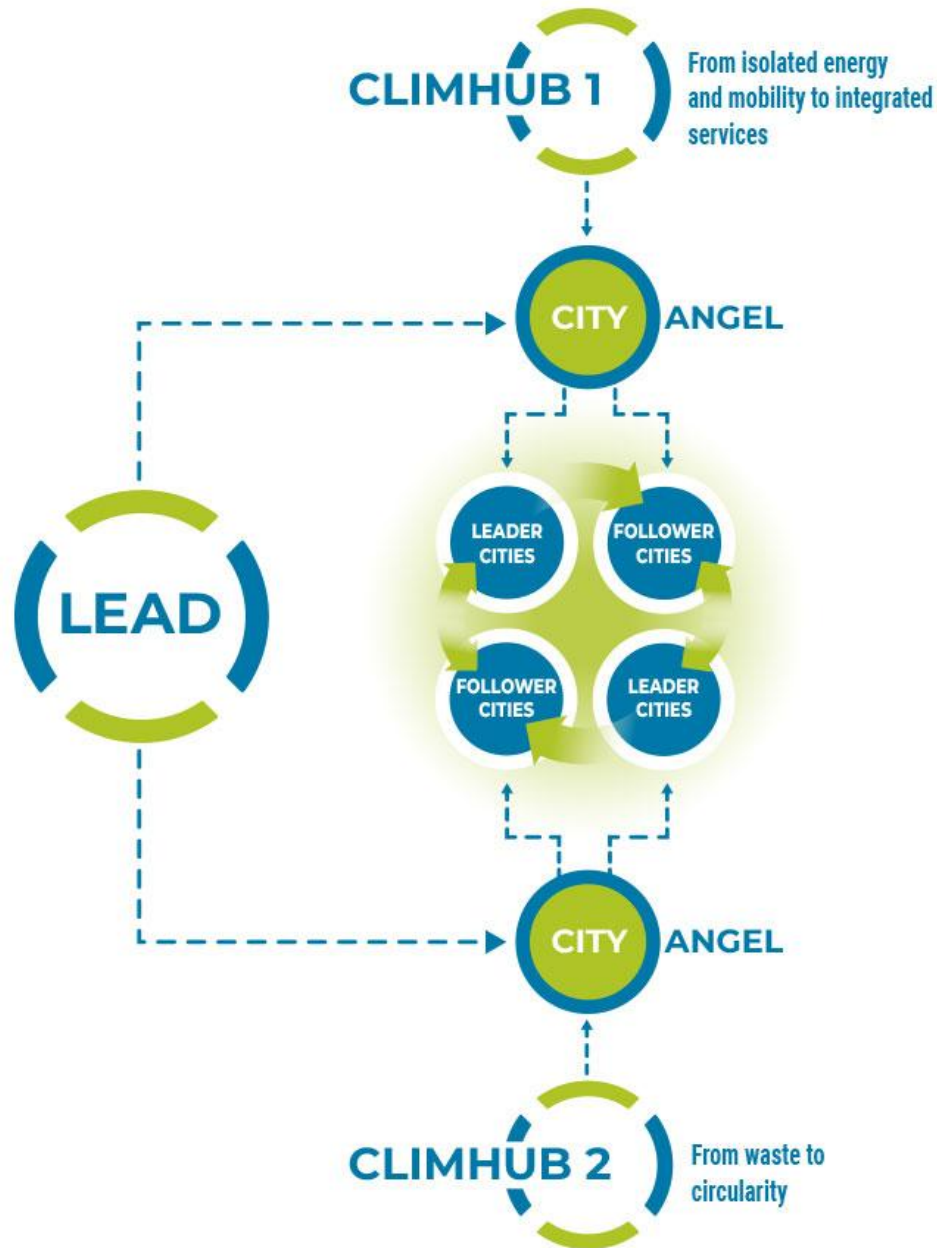 CLIMHUB 1
From isolated energy
and mobility to integrated
services
CITY ANGEL
LEADER
CITIES
FOLLOWER
CITIES
LEAD
FOLLOWER
CITIES
LEADER
CITIES
CITY ANGEL
CLIMHUB 2
From waste to
circularity